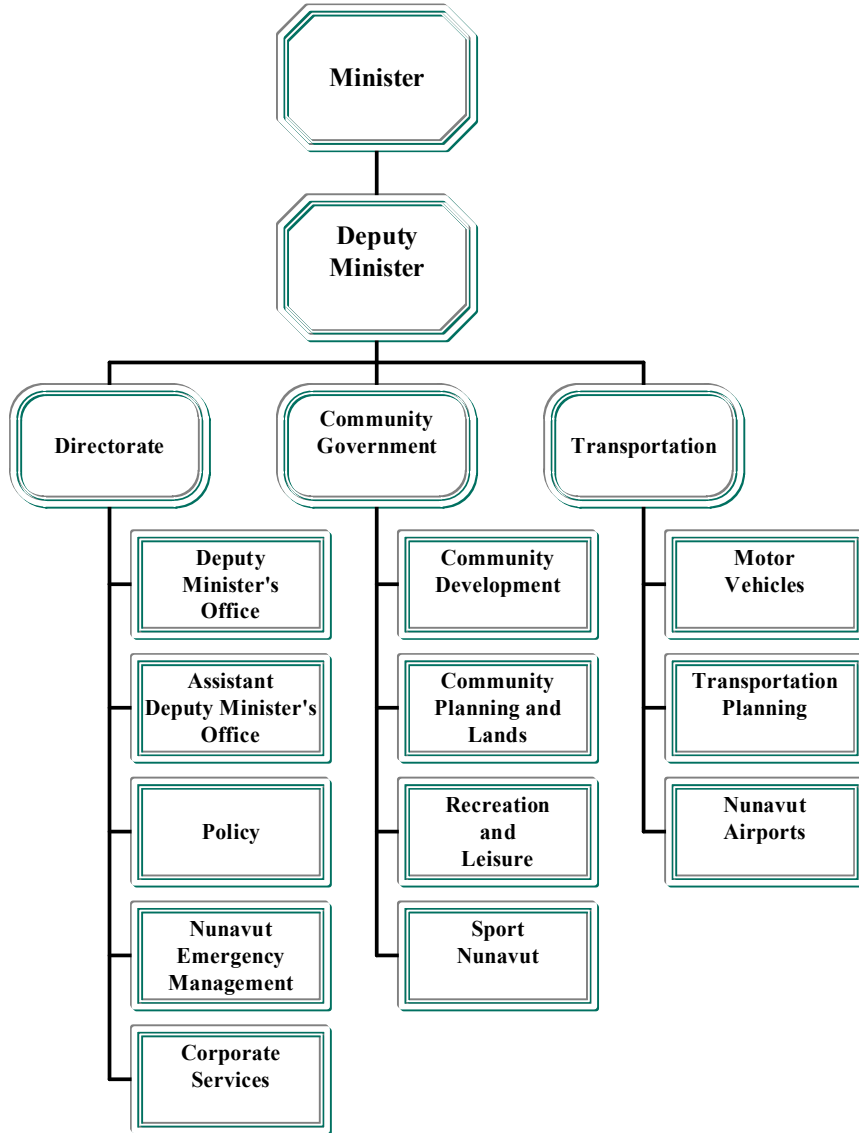 Minister
Deputy
Minister
Directorate
Community
Government
Transportation
Deputy
Minister's
Office
Assistant
Deputy Minister's
Office
Policy
Nunavut
Emergency
Management
Corporate
Services
Community
Development
Community
Planning and
Lands
Recreation
and
Leisure
Sport
Nunavut
Motor
Vehicles
Transportation
Planning
Nunavut
Airports